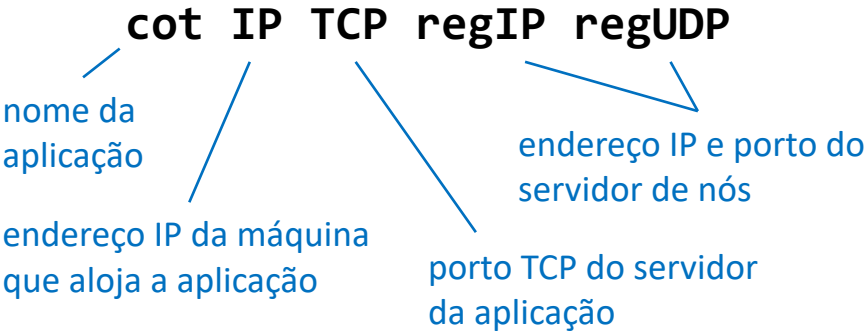 cot IP TCP regIP regUDP
nome da
aplicação
endereço IP e porto do
servidor de nós
endereço IP da máquina
que aloja a aplicação
porto TCP do servidor
da aplicação